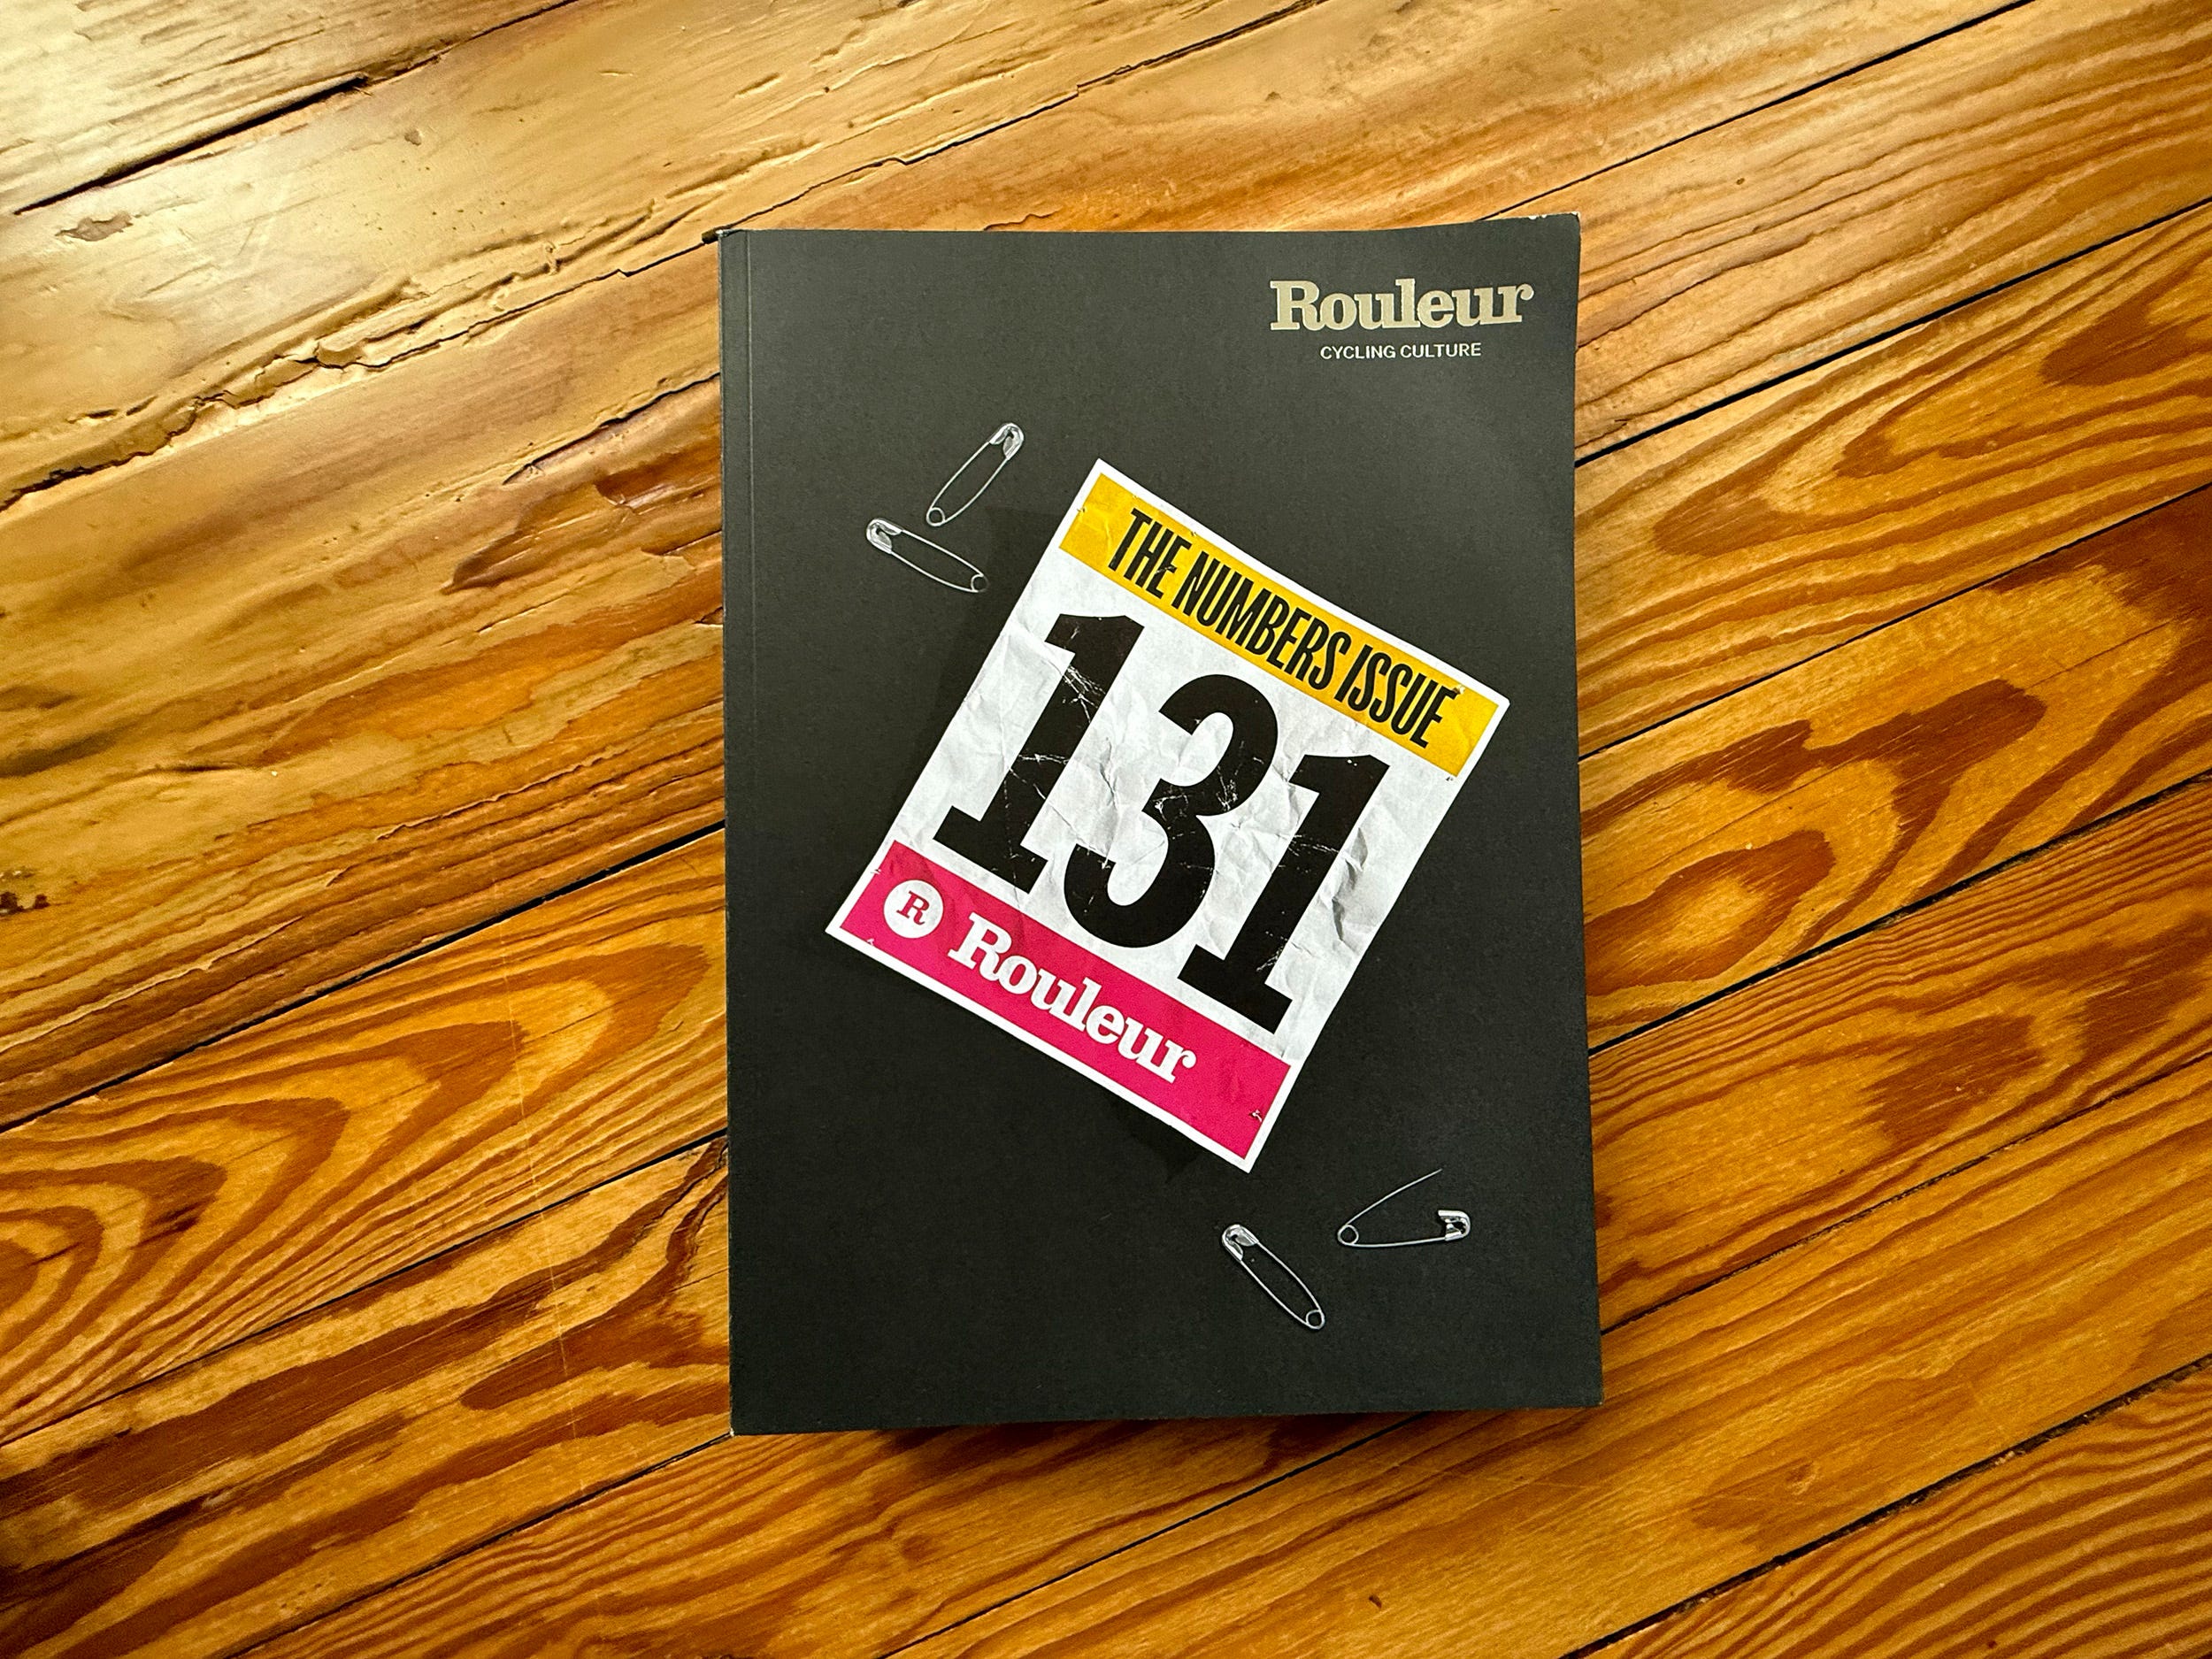 Rouleur
CYCLING CULTURE
THE NUMBERS ISSUE
131
R Rouleur